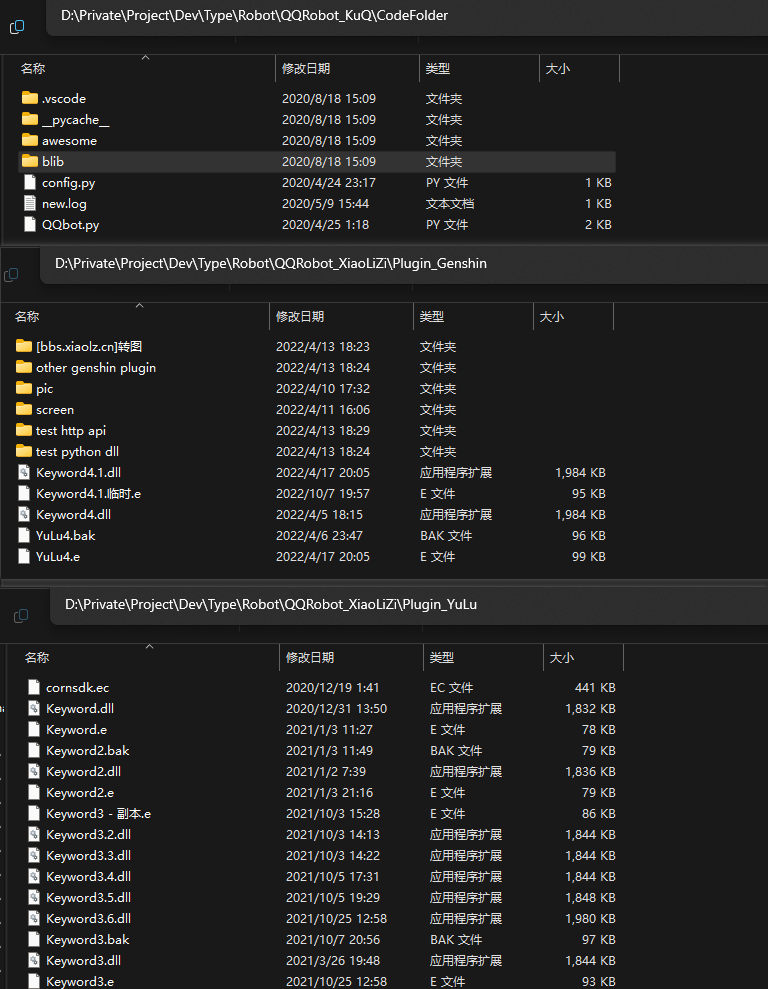 D:\Private\Project\Dev\Type\Robot\QQRobot_KuQ\CodeFolder
名称 修改日期 类型 大小
.vscode 2020/8/18 15:09 文件夹
__pycache__ 2020/8/18 15:09 文件夹
awesome 2020/8/18 15:09 文件夹
blib 2020/8/18 15:09 文件夹
config.py 2020/4/24 23:17 PY 文件 1 KB
new.log 2020/5/9 15:44 文本文档 1 KB
QQbot.py 2020/4/25 1:18 PY 文件 2 KB
D:\Private\Project\Dev\Type\Robot\QQRobot_XiaoLiZi\Plugin_Genshin
名称 修改日期 类型 大小
[bbs.xiaolz.cn]转图 2022/4/13 18:23 文件夹
other genshin plugin 2022/4/13 18:24 文件夹
pic 2022/4/10 17:32 文件夹
screen 2022/4/11 16:06 文件夹
test http api 2022/4/13 18:29 文件夹
test python dll 2022/4/13 18:24 文件夹
Keyword4.1.dll 2022/4/17 20:05 应用程序扩展 1,984 KB
Keyword4.1.临时.e 2022/10/7 19:57 E 文件 95 KB
Keyword4.dll 2022/4/5 18:15 应用程序扩展 1,984 KB
YuLu4.bak 2022/4/6 23:47 BAK 文件 96 KB
YuLu4.e 2022/4/17 20:05 E 文件 99 KB
D:\Private\Project\Dev\Type\Robot\QQRobot_XiaoLiZi\Plugin_YuLu
名称 修改日期 类型 大小
cornsdk.ec 2020/12/19 1:41 EC 文件 441 KB
Keyword.dll 2020/12/31 13:50 应用程序扩展 1,832 KB
Keyword.e 2021/1/3 11:27 E 文件 78 KB
Keyword2.bak 2021/1/3 11:49 BAK 文件 79 KB
Keyword2.dll 2021/1/2 7:39 应用程序扩展 1,836 KB
Keyword2.e 2021/1/3 21:16 E 文件 79 KB
Keyword3 - 副本.e 2021/10/3 15:28 E 文件 86 KB
Keyword3.2.dll 2021/10/3 14:13 应用程序扩展 1,844 KB
Keyword3.3.dll 2021/10/3 14:22 应用程序扩展 1,844 KB
Keyword3.4.dll 2021/10/5 17:31 应用程序扩展 1,844 KB
Keyword3.5.dll 2021/10/5 19:29 应用程序扩展 1,848 KB
Keyword3.6.dll 2021/10/25 12:58 应用程序扩展 1,980 KB
Keyword3.bak 2021/10/7 20:56 BAK 文件 97 KB
Keyword3.dll 2021/3/26 19:48 应用程序扩展 1,844 KB
Keyword3.e 2021/10/25 12:58 E 文件 93 KB